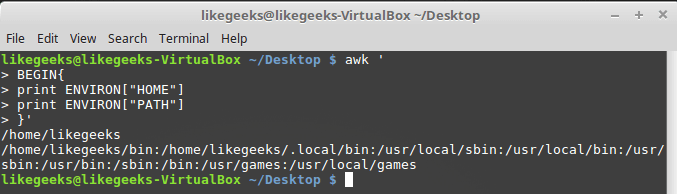 likegeeks@likegeeks-VirtualBox ~/Desktop
File Edit View Search Terminal Help
likegeeks@likegeeks-VirtualBox ~/Desktop $ awk '
> BEGIN{
> print ENVIRON["HOME"]
> print ENVIRON["PATH"]
> }'
/home/likegeeks
/home/likegeeks/bin:/home/likegeeks/.local/bin:/usr/local/sbin:/usr/local/bin:/usr/
sbin:/usr/bin:/sbin:/bin:/usr/games:/usr/local/games
likegeeks@likegeeks-VirtualBox ~/Desktop $